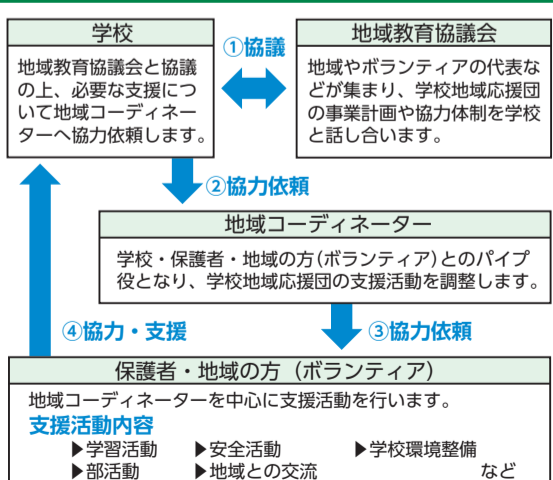 学校
地域教育協議会と協議
の上、必要な支援につ
いて地域コーディネー
ターへ協力依頼します。
①協議
地域教育協議会
地域やボランティアの代表な
どが集まり、学校地域応援団
の事業計画や協力体制を学校
と話し合います。
②協力依頼
地域コーディネーター
学校・保護者・地域の方(ボランティア)とのパイプ
役となり、学校地域応援団の支援活動を調整します。
④協力・支援
③協力依頼
保護者・地域の方（ボランティア）
地域コーディネーターを中心に支援活動を行います。
支援活動内容
▶学習活動 ▶安全活動 ▶学校環境整備
▶部活動 ▶地域との交流 など